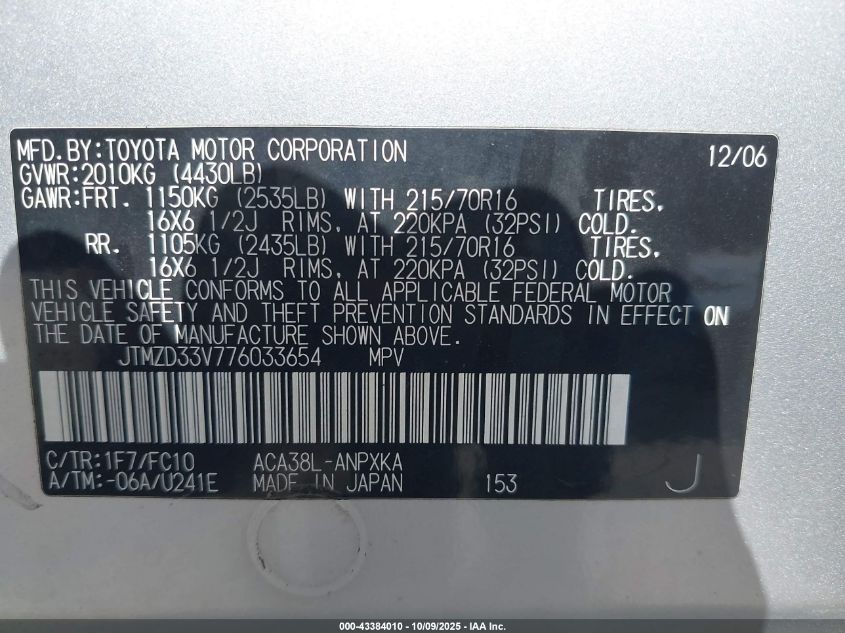 MFD.BY:TOYOTA MOTOR CORPORATION 12/06
GVWR:2010KG (4430LB)
GAWR:FRT. 1150KG (2535LB) WITH 215/70R16 TIRES,
16X6 1/2J RIMS, AT 220KPA (32PSI) COLD.
RR. 1105KG (2435LB) WITH 215/70R16 TIRES,
16X6 1/2J RIMS, AT 220KPA (32PSI) COLD.
THIS VEHICLE CONFORMS TO ALL APPLICABLE FEDERAL MOTOR
VEHICLE SAFETY AND THEFT PREVENTION STANDARDS IN EFFECT ON
THE DATE OF MANUFACTURE SHOWN ABOVE.
JTMZD33V776033654 MPV
C/TR:1F7/FC10 ACA38L-ANPXKA
A/TM:-06A/U241E MADE IN JAPAN 153 J
000-43384010 - 10/09/2025 - IAA Inc.